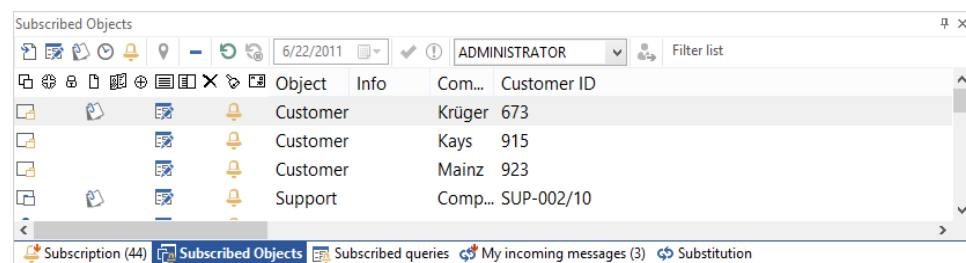 Subscribed Objects
6/22/2011 ADMINISTRATOR Filter list
Object Info Com... Customer ID
Customer Krüger 673
Customer Kays 915
Customer Mainz 923
Support Comp... SUP-002/10
Subscription (44) Subscribed Objects Subscribed queries My incoming messages (3) Substitution